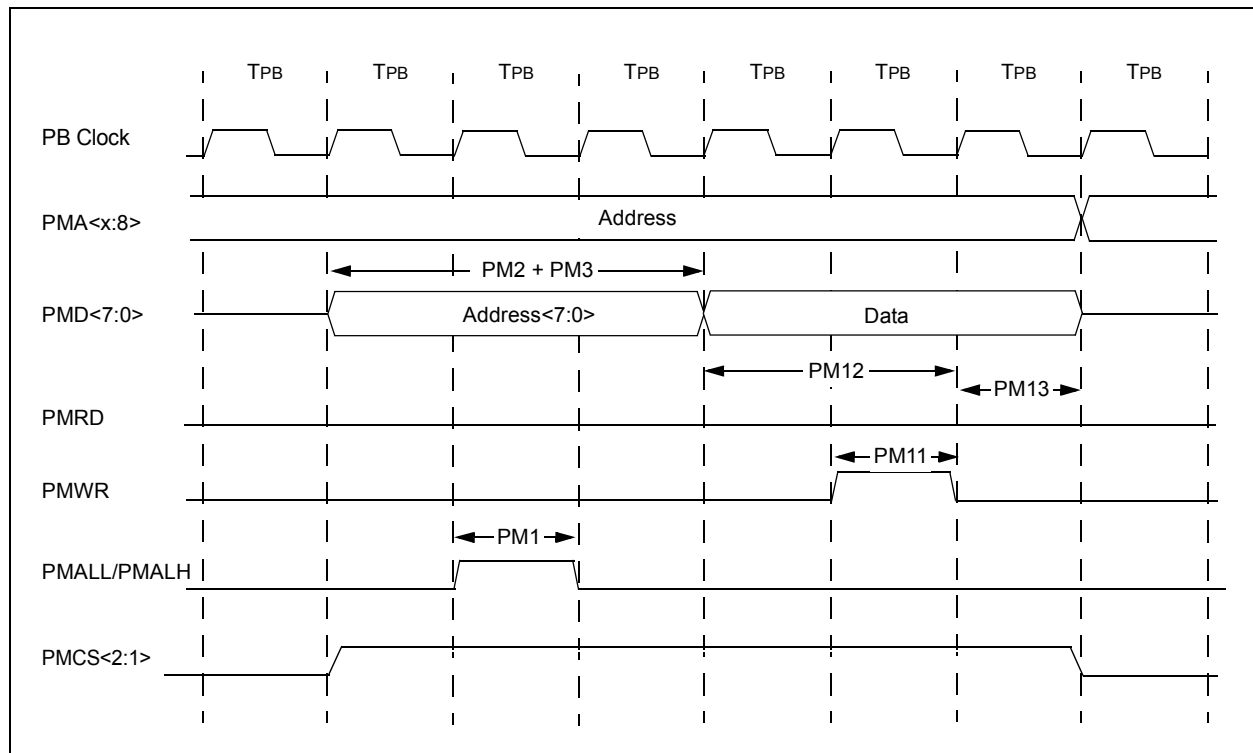 TPB TPB TPB TPB TPB TPB TPB TPB
PB Clock
PMA<x:8>
Address
PM2 + PM3
PMD<7:0>
Address<7:0>
Data
PM12
PM13
PMRD
PM11
PMWR
PM1
PMALL/PMALH
PMCS<2:1>